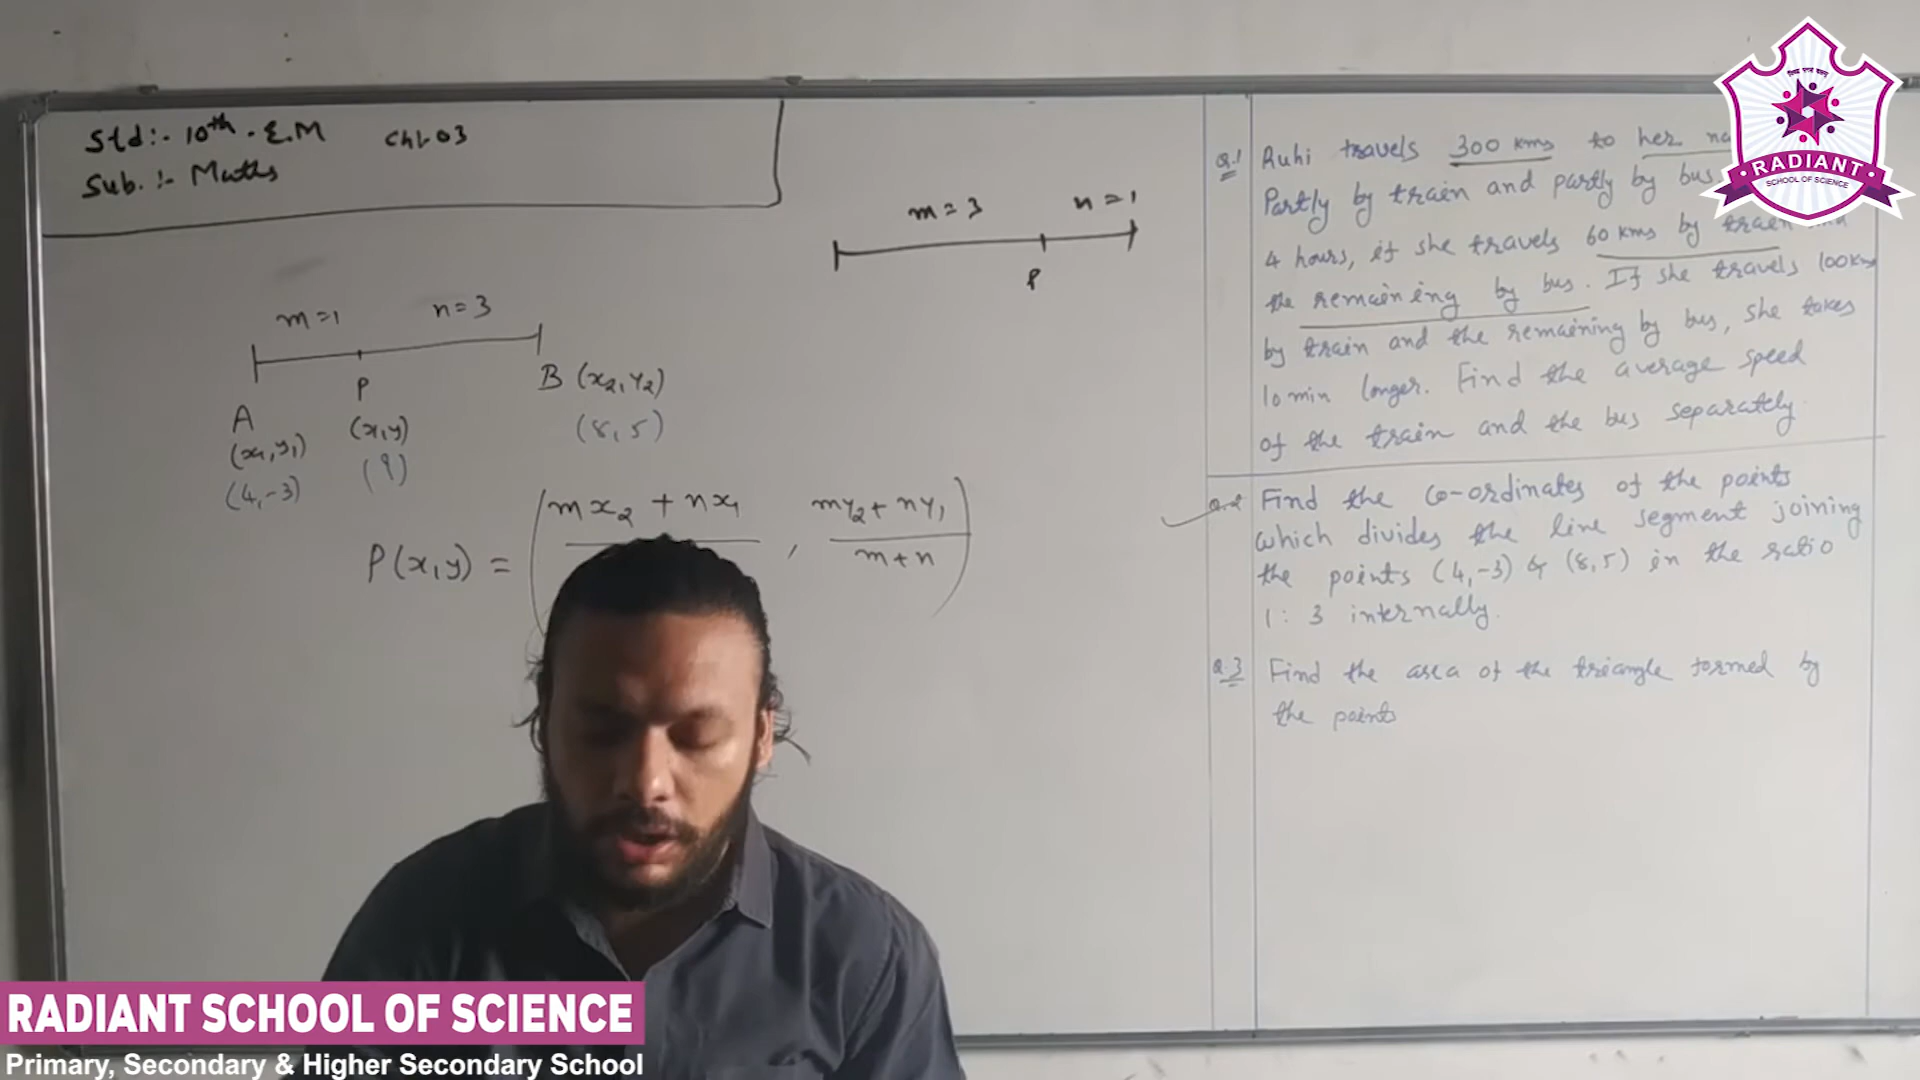 Std:- 10th - E.M Ch:-03
Sub. :- Maths
m = 3 n = 1
P
m = 1 n = 3
A P B (x2, y2)
(x1, y1) (x, y) (8, 5)
(4, -3) (?)
P(x, y) = ( mx2 + nx1 , my2 + ny1 )
m + n
Q.1 Ruhi travels 300 kms to her
Partly by train and partly by bus.
4 hours, if she travels 60 kms by train
the remaining by bus. If she travels 100km
by train and the remaining by bus, she takes
10 min longer. Find the average speed
of the train and the bus separately.
Q.2 Find the co-ordinates of the points
which divides the line segment joining
the points (4, -3) & (8, 5) in the ratio
1 : 3 internally.
Q.3 Find the area of the triangle formed by
the points
RADIANT
SCHOOL OF SCIENCE
RADIANT SCHOOL OF SCIENCE
Primary, Secondary & Higher Secondary School